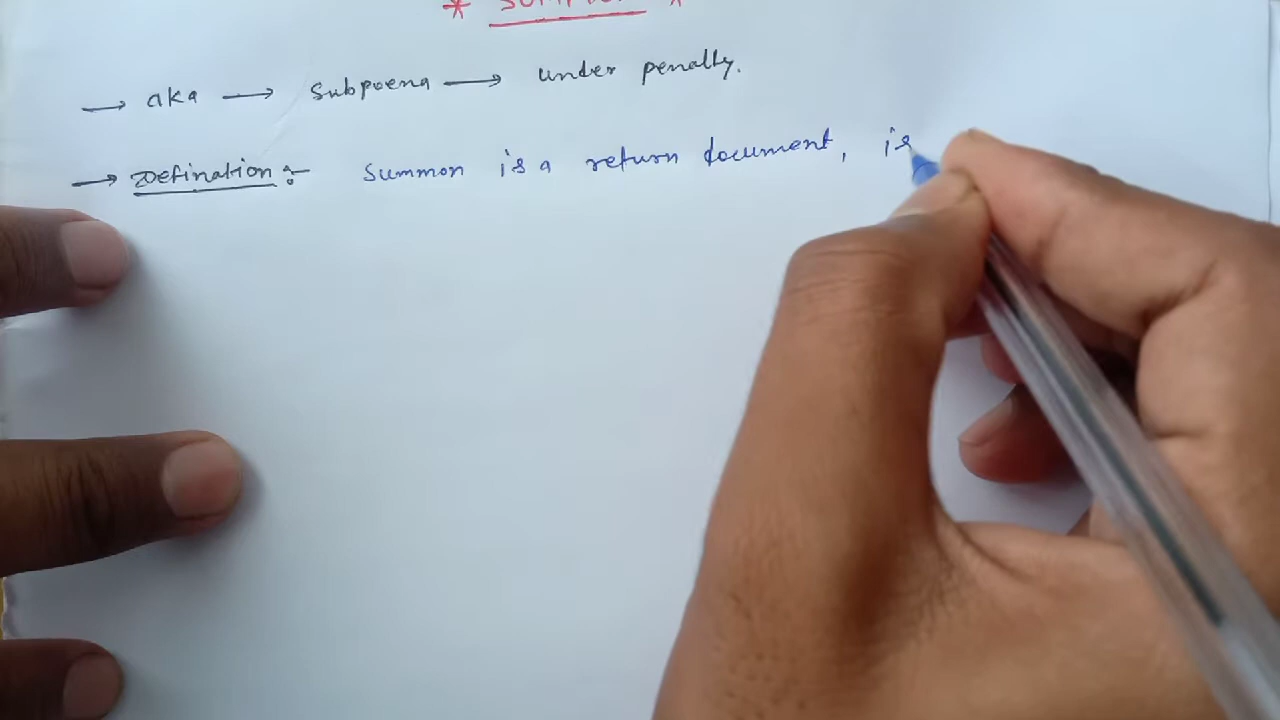 → aka → Subpoena → under penalty.
→ Defination :- Summon is a return document, is